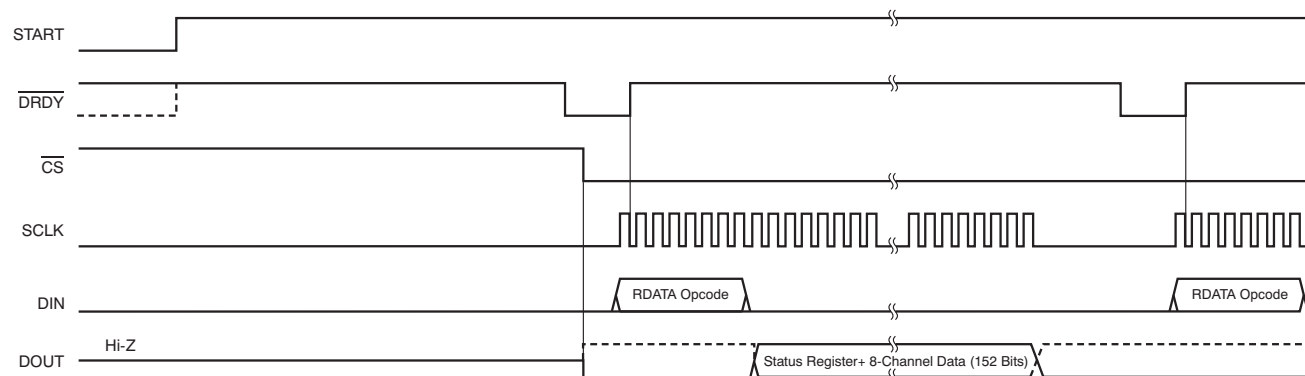 START
DRDY
CS
SCLK
DIN
RDATA Opcode
RDATA Opcode
Hi-Z
DOUT
Status Register+ 8-Channel Data (152 Bits)